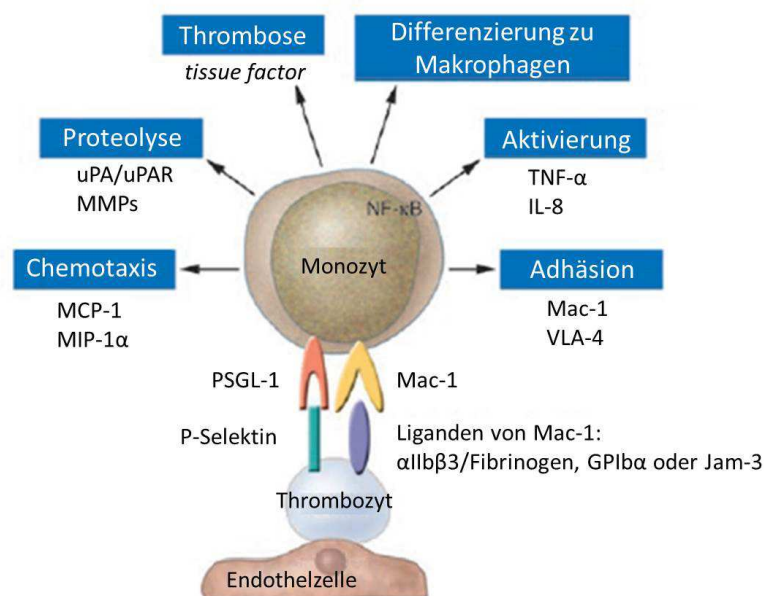 Thrombose
tissue factor
Differenzierung zu
Makrophagen
Proteolyse
uPA/uPAR
MMPs
Aktivierung
TNF-α
IL-8
NF-κB
Monozyt
Chemotaxis
MCP-1
MIP-1α
Adhäsion
Mac-1
VLA-4
PSGL-1
Mac-1
P-Selektin
Liganden von Mac-1:
αIIbβ3/Fibrinogen, GPIbα oder Jam-3
Thrombozyt
Endothelzelle